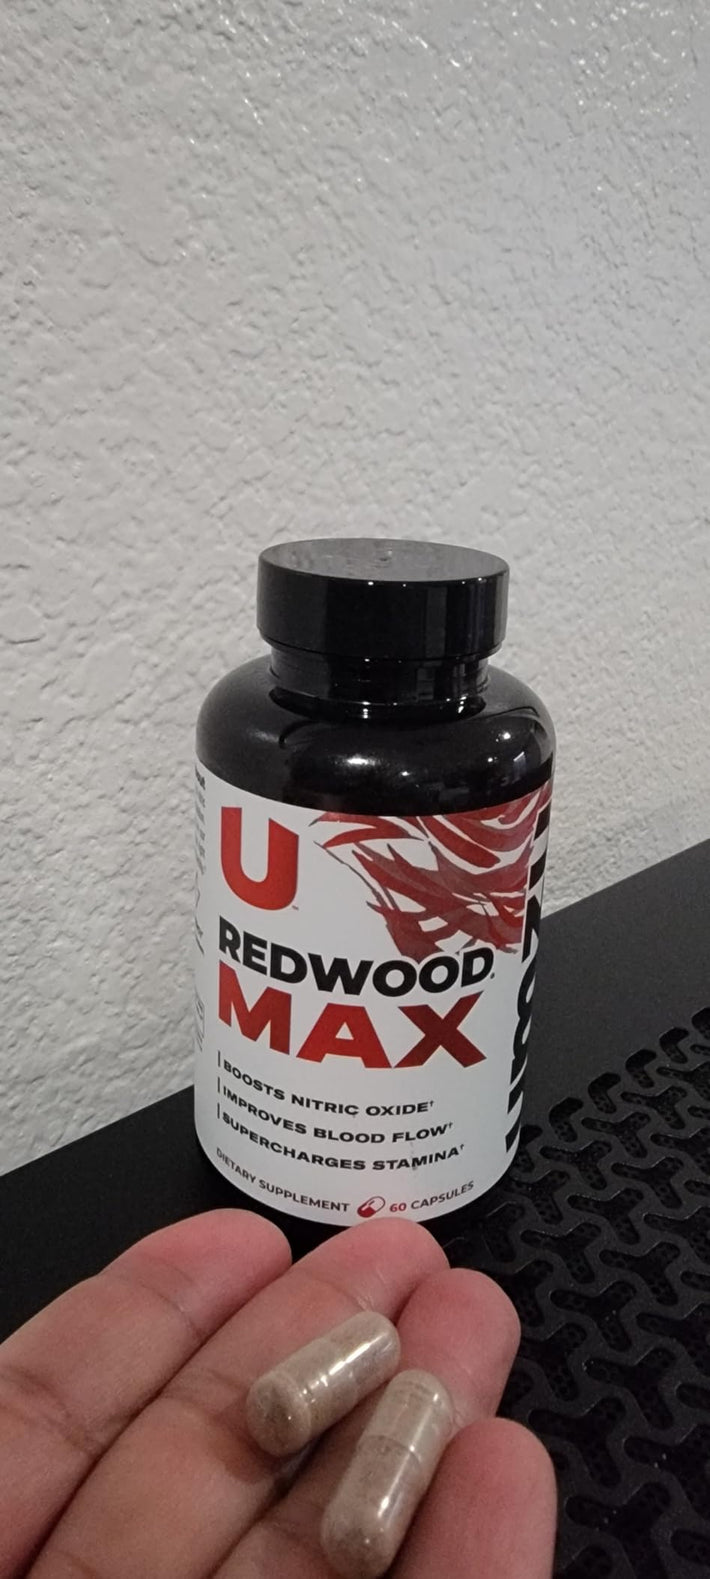 U
REDWOOD
MAX
BOOSTS NITRIC OXIDE†
IMPROVES BLOOD FLOW†
SUPERCHARGES STAMINA†
DIETARY SUPPLEMENT 60 CAPSULES